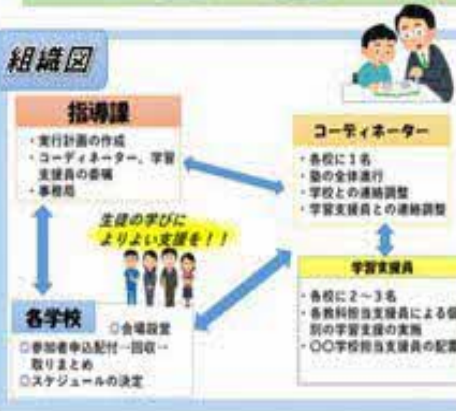 組織図
指導課
・実行計画の作成
・コーディネーター、学習
支援員の委嘱
・事務局
コーディネーター
・各校に1名
・塾の全体進行
・学校との連絡調整
・学習支援員との連絡調整
生徒の学びに
よりよい支援を!!
学習支援員
・各校に2~3名
・各教科担当支援員による個
別の学習支援の実施
・〇〇学校担当支援員の配置
各学校
◎会場設営
◎参加者申込配付→回収→
取りまとめ
◎スケジュールの決定